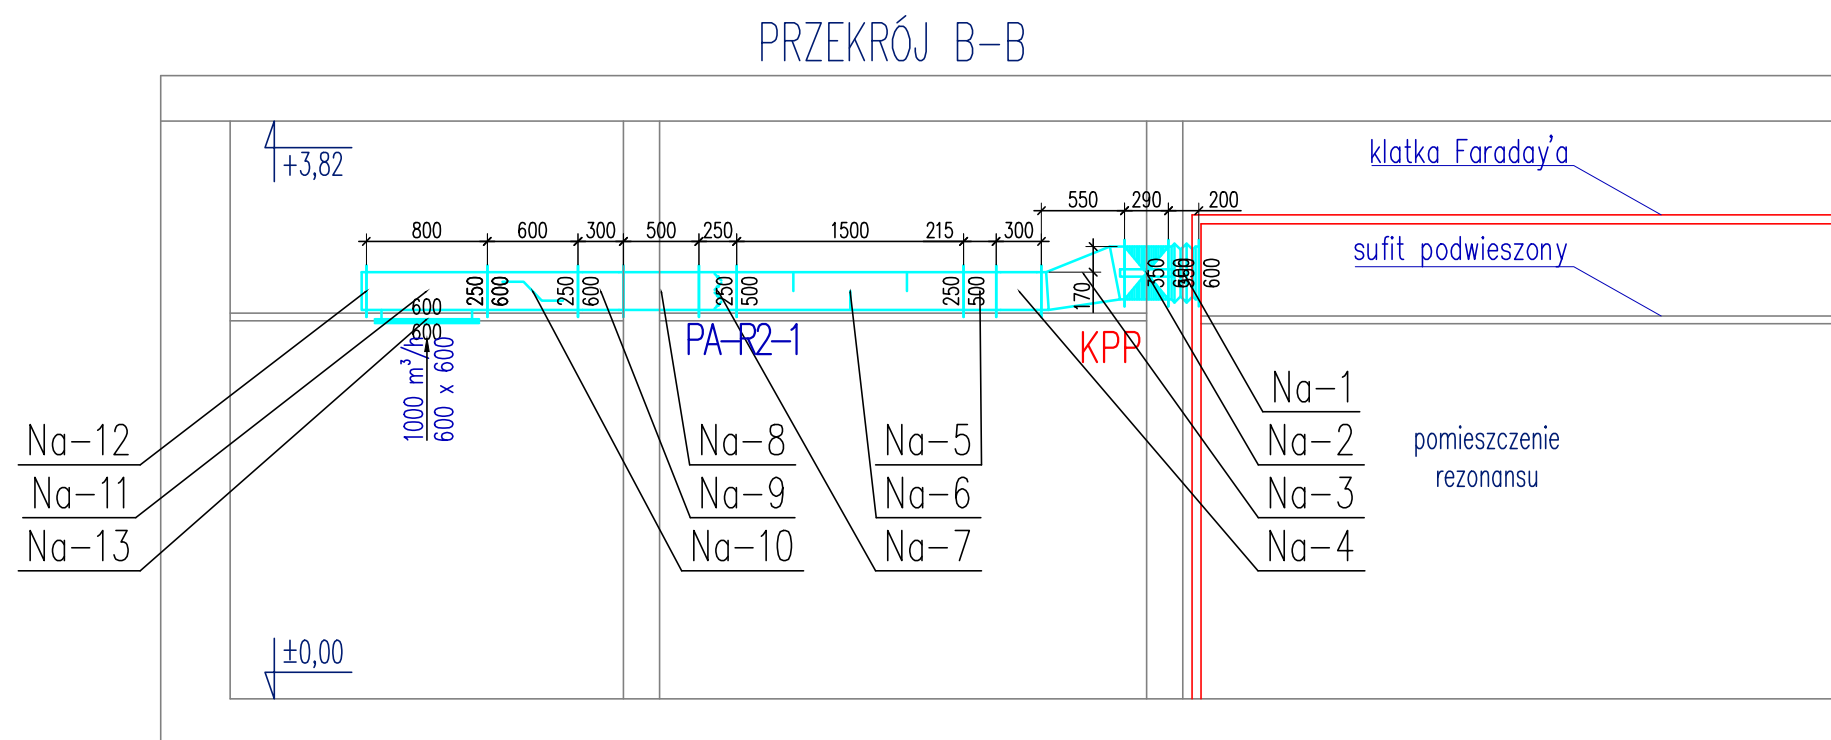 PRZEKRÓJ B-B
+3,82
klatka Faraday'a
sufit podwieszony
550
290
200
800
600
300
500
250
1500
215
300
250
600
250
600
250
500
250
500
170
350
600
600
600
600
PA-R2-1
KPP
1000 m³/h
600 x 600
Na-12
Na-11
Na-13
Na-8
Na-9
Na-10
Na-5
Na-6
Na-7
Na-1
Na-2
Na-3
Na-4
pomieszczenie
rezonansu
±0,00